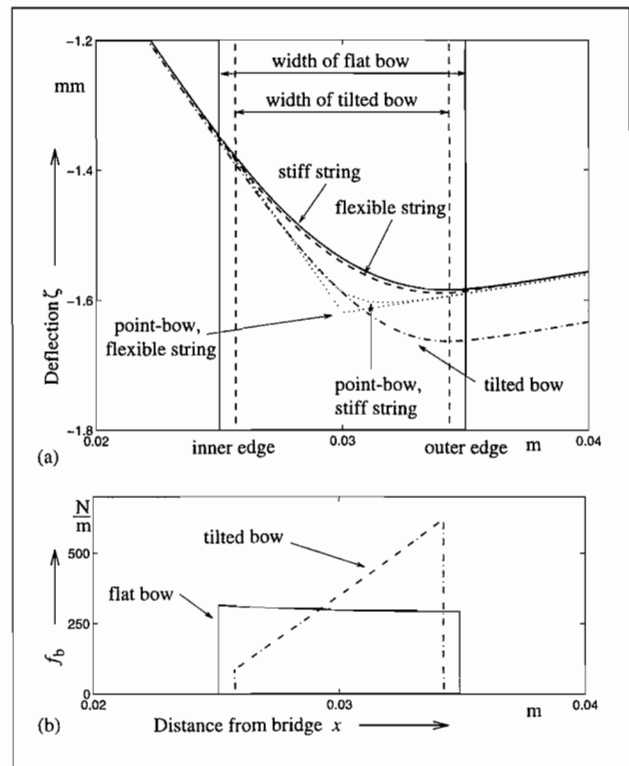 −1.2
mm
width of flat bow
width of tilted bow
−1.4
stiff string
flexible string
Deflection ζ
−1.6
point-bow,
flexible string
point-bow,
stiff string
tilted bow
−1.8
0.02
inner edge
0.03
outer edge
m
0.04
(a)
N
m
tilted bow
500
flat bow
250
f_b
0
0.02
0.03
m
0.04
(b)
Distance from bridge x